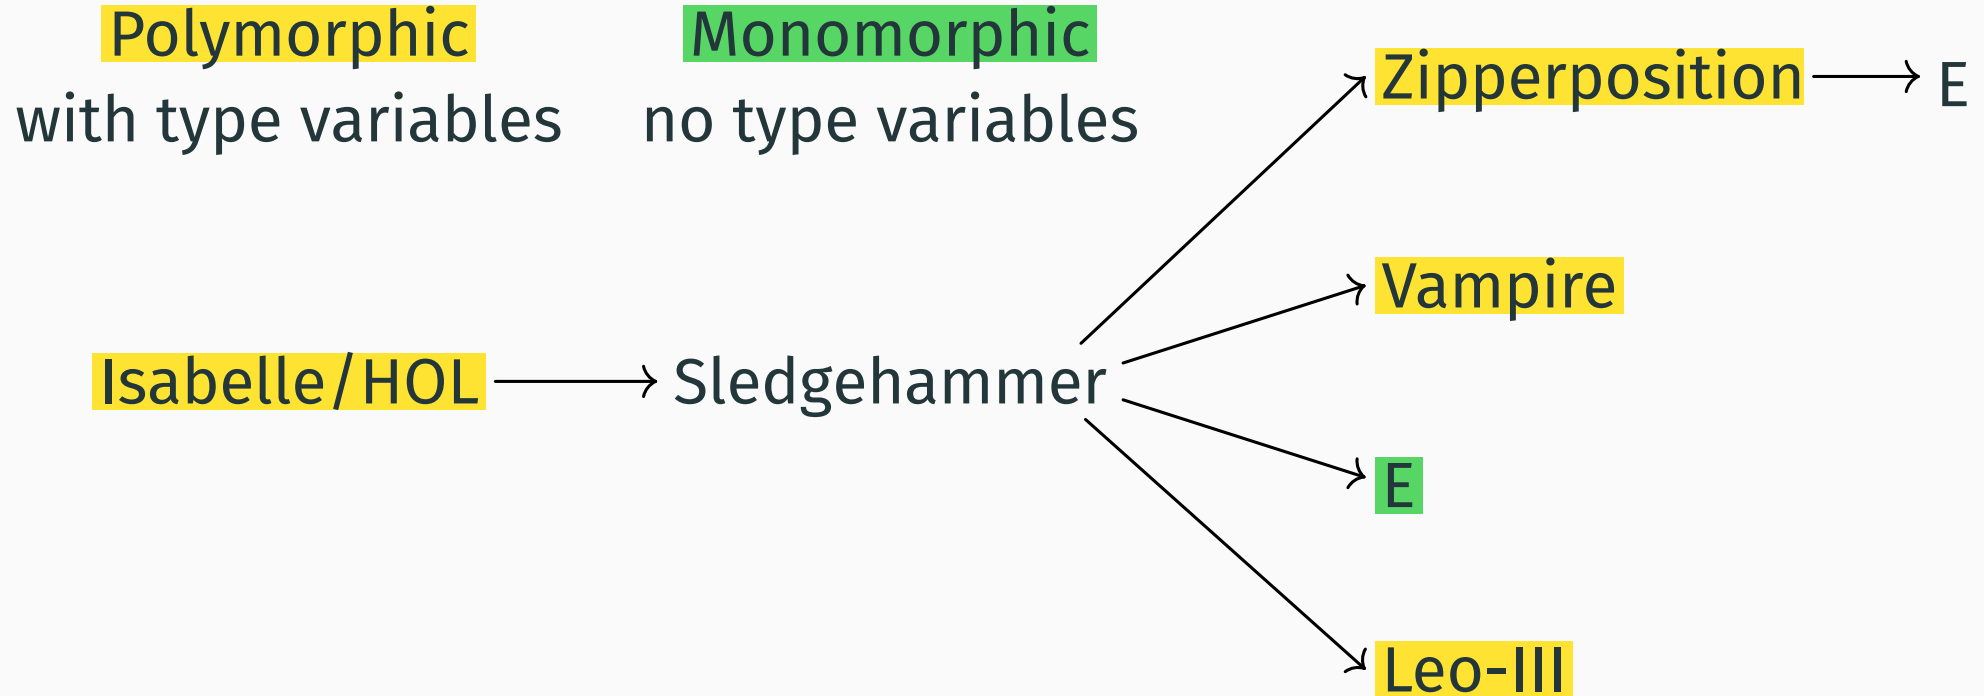 Polymorphic
with type variables
Monomorphic
no type variables
Zipperposition
E
Vampire
Isabelle/HOL
Sledgehammer
E
Leo-III